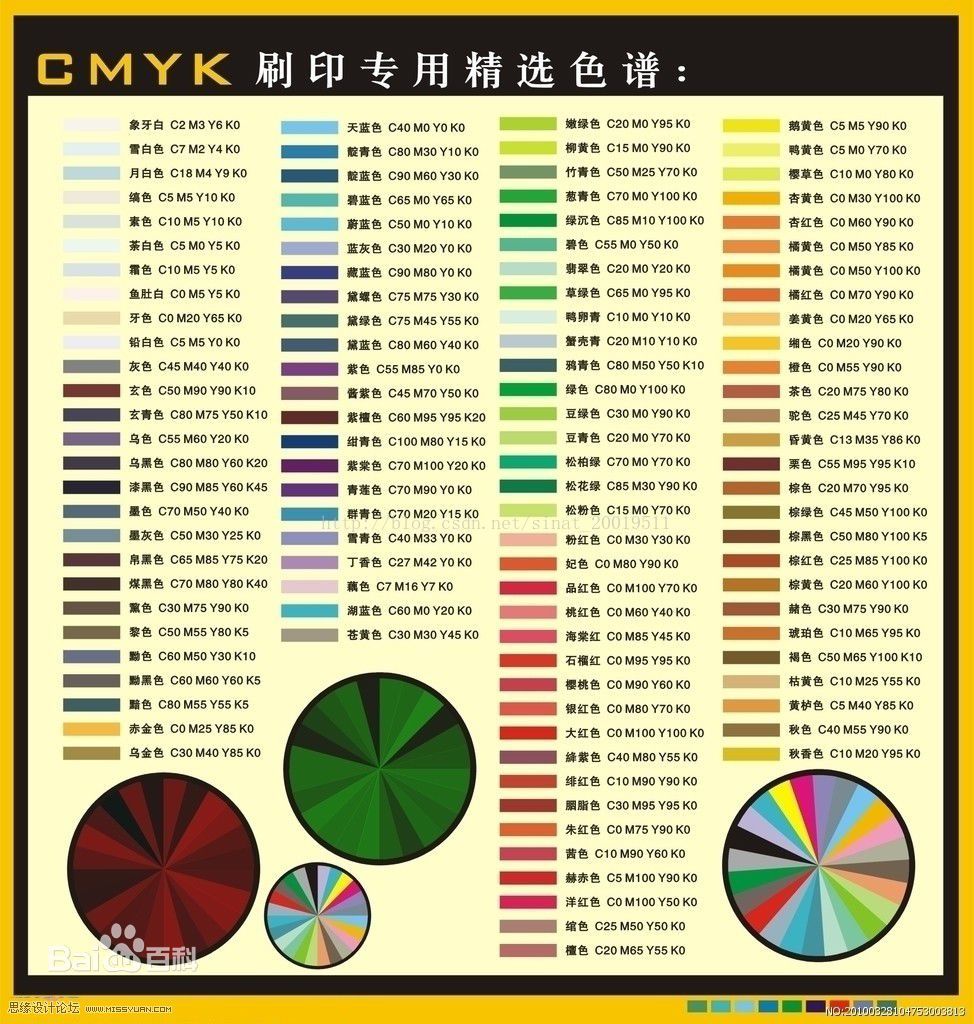 CMYK 刷印专用精选色谱：
象牙白 C2 M3 Y6 K0
雪白色 C7 M2 Y4 K0
月白色 C18 M4 Y9 K0
缟色 C5 M5 Y10 K0
素色 C10 M5 Y10 K0
荼白色 C5 M0 Y5 K0
霜色 C10 M5 Y5 K0
鱼肚白 C0 M5 Y5 K0
牙色 C0 M20 Y65 K0
铅白色 C5 M5 Y0 K0
灰色 C45 M40 Y40 K0
玄色 C50 M90 Y90 K10
玄青色 C80 M75 Y50 K10
乌色 C55 M60 Y20 K0
乌黑色 C80 M80 Y60 K20
漆黑色 C90 M85 Y60 K45
墨色 C70 M50 Y40 K0
墨灰色 C50 M30 Y25 K0
帛黑色 C65 M85 Y75 K20
煤黑色 C70 M80 Y80 K40
薰色 C30 M75 Y90 K0
黎色 C50 M55 Y80 K5
黝色 C60 M50 Y30 K10
黝黑色 C60 M60 Y60 K5
黯色 C80 M55 Y55 K5
赤金色 C0 M25 Y85 K0
乌金色 C30 M40 Y85 K0
天蓝色 C40 M0 Y0 K0
靛青色 C80 M30 Y10 K0
靛蓝色 C90 M60 Y30 K0
碧蓝色 C65 M0 Y65 K0
蔚蓝色 C50 M0 Y10 K0
蓝灰色 C30 M20 Y0 K0
藏蓝色 C90 M80 Y0 K0
黛螺色 C75 M75 Y30 K0
黛绿色 C75 M45 Y55 K0
黛蓝色 C80 M60 Y40 K0
紫色 C55 M85 Y0 K0
酱紫色 C45 M70 Y50 K0
紫檀色 C60 M95 Y95 K20
绀青色 C100 M80 Y15 K0
紫棠色 C70 M100 Y20 K0
青莲色 C70 M90 Y0 K0
群青色 C70 M20 Y15 K0
雪青色 C40 M33 Y0 K0
丁香色 C27 M42 Y0 K0
藕色 C7 M16 Y7 K0
湖蓝色 C60 M0 Y20 K0
苍黄色 C30 M30 Y45 K0
嫩绿色 C20 M0 Y95 K0
柳黄色 C15 M0 Y90 K0
竹青色 C50 M25 Y70 K0
葱青色 C70 M0 Y100 K0
绿沉色 C85 M10 Y100 K0
碧色 C55 M0 Y50 K0
翡翠色 C20 M0 Y20 K0
草绿色 C65 M0 Y95 K0
鸭卵青 C10 M0 Y10 K0
蟹壳青 C20 M10 Y10 K0
鸦青色 C80 M50 Y50 K10
绿色 C80 M0 Y100 K0
豆绿色 C30 M0 Y90 K0
豆青色 C20 M0 Y70 K0
松柏绿 C70 M0 Y70 K0
松花绿 C85 M30 Y90 K0
松粉色 C15 M0 Y70 K0
粉红色 C0 M30 Y30 K0
妃色 C0 M80 Y90 K0
品红色 C0 M100 Y70 K0
桃红色 C0 M60 Y40 K0
海棠红 C0 M85 Y45 K0
石榴红 C0 M95 Y95 K0
樱桃色 C0 M90 Y60 K0
银红色 C0 M80 Y70 K0
大红色 C0 M100 Y100 K0
绛紫色 C40 M80 Y55 K0
绯红色 C10 M90 Y90 K0
胭脂色 C30 M95 Y95 K0
朱红色 C0 M75 Y90 K0
茜色 C10 M90 Y60 K0
赫赤色 C5 M100 Y90 K0
洋红色 C0 M100 Y50 K0
绾色 C25 M50 Y50 K0
檀色 C20 M65 Y55 K0
鹅黄色 C5 M5 Y90 K0
鸭黄色 C5 M0 Y70 K0
樱草色 C10 M0 Y80 K0
杏黄色 C0 M30 Y100 K0
杏红色 C0 M60 Y90 K0
橘黄色 C0 M50 Y85 K0
橘黄色 C0 M50 Y100 K0
橘红色 C0 M70 Y90 K0
姜黄色 C0 M20 Y65 K0
缃色 C0 M20 Y90 K0
橙色 C0 M55 Y90 K0
茶色 C20 M75 Y80 K0
驼色 C25 M45 Y70 K0
昏黄色 C13 M35 Y86 K0
栗色 C55 M95 Y95 K10
棕色 C20 M70 Y95 K0
棕绿色 C45 M50 Y100 K0
棕黑色 C50 M80 Y100 K5
棕红色 C25 M85 Y100 K0
棕黄色 C20 M60 Y100 K0
赭色 C30 M75 Y90 K0
琥珀色 C10 M65 Y95 K0
褐色 C50 M65 Y100 K10
枯黄色 C10 M25 Y55 K0
黄栌色 C5 M40 Y85 K0
秋色 C40 M55 Y90 K0
秋香色 C10 M20 Y95 K0
http://blog.csdn.net/sinat_20019511
Baidu百科
思缘设计论坛 www.missyuan.com
NO:20100328104753003813